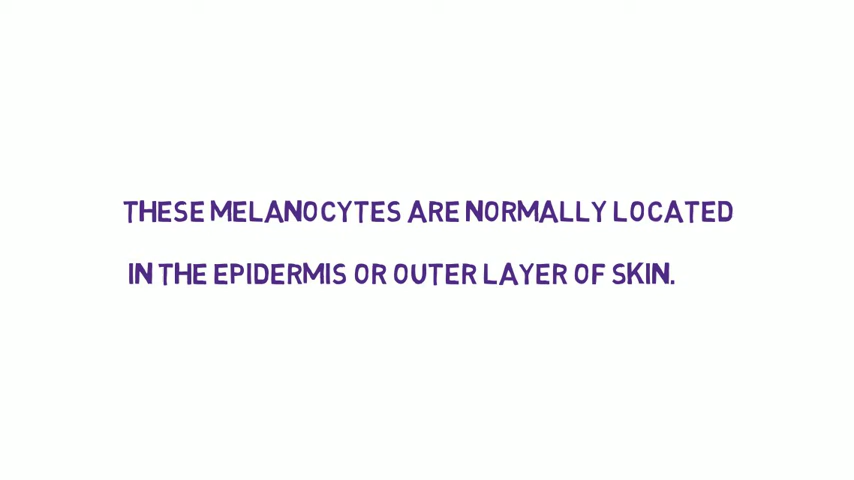 THESE MELANOCYTES ARE NORMALLY LOCATED
IN THE EPIDERMIS OR OUTER LAYER OF SKIN.